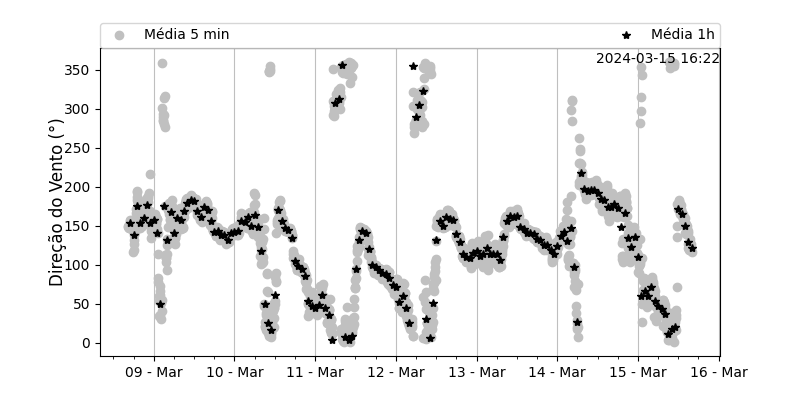 Média 5 min
Média 1h
2024-03-15 16:22
Direção do Vento (°)
350
300
250
200
150
100
50
0
09 - Mar
10 - Mar
11 - Mar
12 - Mar
13 - Mar
14 - Mar
15 - Mar
16 - Mar